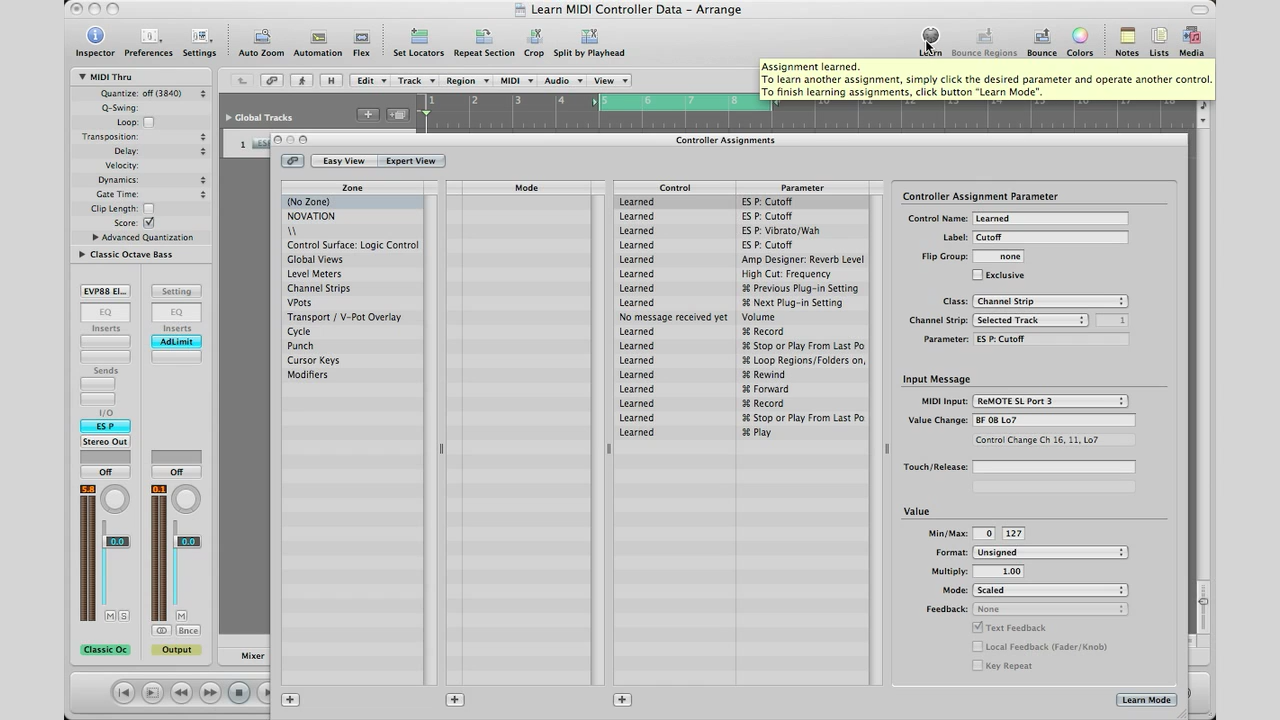 Learn MIDI Controller Data – Arrange
Inspector Preferences Settings Auto Zoom Automation Flex Set Locators Repeat Section Crop Split by Playhead Learn Bounce Regions Bounce Colors Notes Lists Media
Assignment learned.
To learn another assignment, simply click the desired parameter and operate another control.
To finish learning assignments, click button "Learn Mode".
MIDI Thru
Quantize: off (3840)
Q-Swing:
Loop:
Transposition:
Delay:
Velocity:
Dynamics:
Gate Time:
Clip Length:
Score:
Advanced Quantization
Classic Octave Bass
EVP88 El... Setting
EQ EQ
Inserts Inserts
AdLimit
Sends
I/O
ES P
Stereo Out
Off Off
5.8 0.1
0.0 0.0
M S M
Bnce
Classic Oc Output
H Edit Track Region MIDI Audio View
1 2 3 4 5 6 7 8
17 18
Global Tracks
1
Mixer
Controller Assignments
Easy View Expert View
Zone
(No Zone)
NOVATION
\\
Control Surface: Logic Control
Global Views
Level Meters
Channel Strips
VPots
Transport / V-Pot Overlay
Cycle
Punch
Cursor Keys
Modifiers
Mode
Control Parameter
Learned ES P: Cutoff
Learned ES P: Cutoff
Learned ES P: Vibrato/Wah
Learned ES P: Cutoff
Learned Amp Designer: Reverb Level
Learned High Cut: Frequency
Learned ⌘ Previous Plug-in Setting
Learned ⌘ Next Plug-in Setting
No message received yet Volume
Learned ⌘ Record
Learned ⌘ Stop or Play From Last Po
Learned ⌘ Loop Regions/Folders on,
Learned ⌘ Rewind
Learned ⌘ Forward
Learned ⌘ Record
Learned ⌘ Stop or Play From Last Po
Learned ⌘ Play
Controller Assignment Parameter
Control Name: Learned
Label: Cutoff
Flip Group: none
Exclusive
Class: Channel Strip
Channel Strip: Selected Track 1
Parameter: ES P: Cutoff
Input Message
MIDI Input: ReMOTE SL Port 3
Value Change: BF 0B Lo7
Control Change Ch 16, 11, Lo7
Touch/Release:
Value
Min/Max: 0 127
Format: Unsigned
Multiply: 1.00
Mode: Scaled
Feedback: None
Text Feedback
Local Feedback (Fader/Knob)
Key Repeat
+ + + Learn Mode